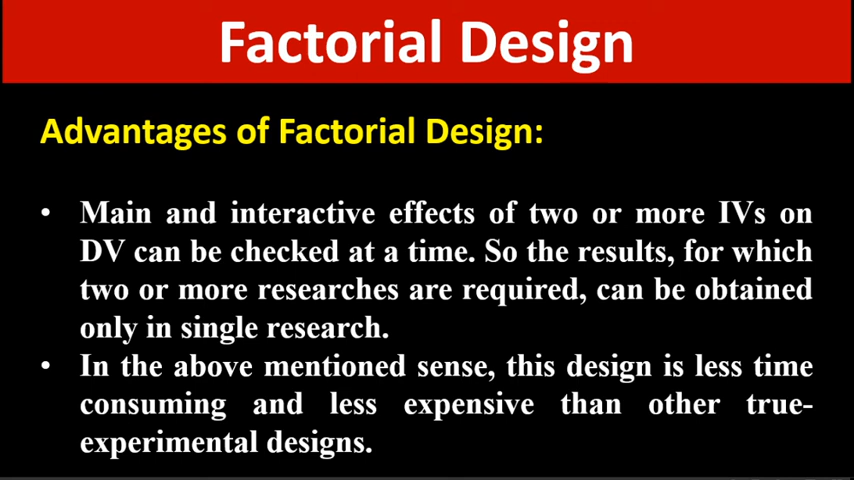 Factorial Design
Advantages of Factorial Design:
• Main and interactive effects of two or more IVs on
DV can be checked at a time. So the results, for which
two or more researches are required, can be obtained
only in single research.
• In the above mentioned sense, this design is less time
consuming and less expensive than other true-
experimental designs.